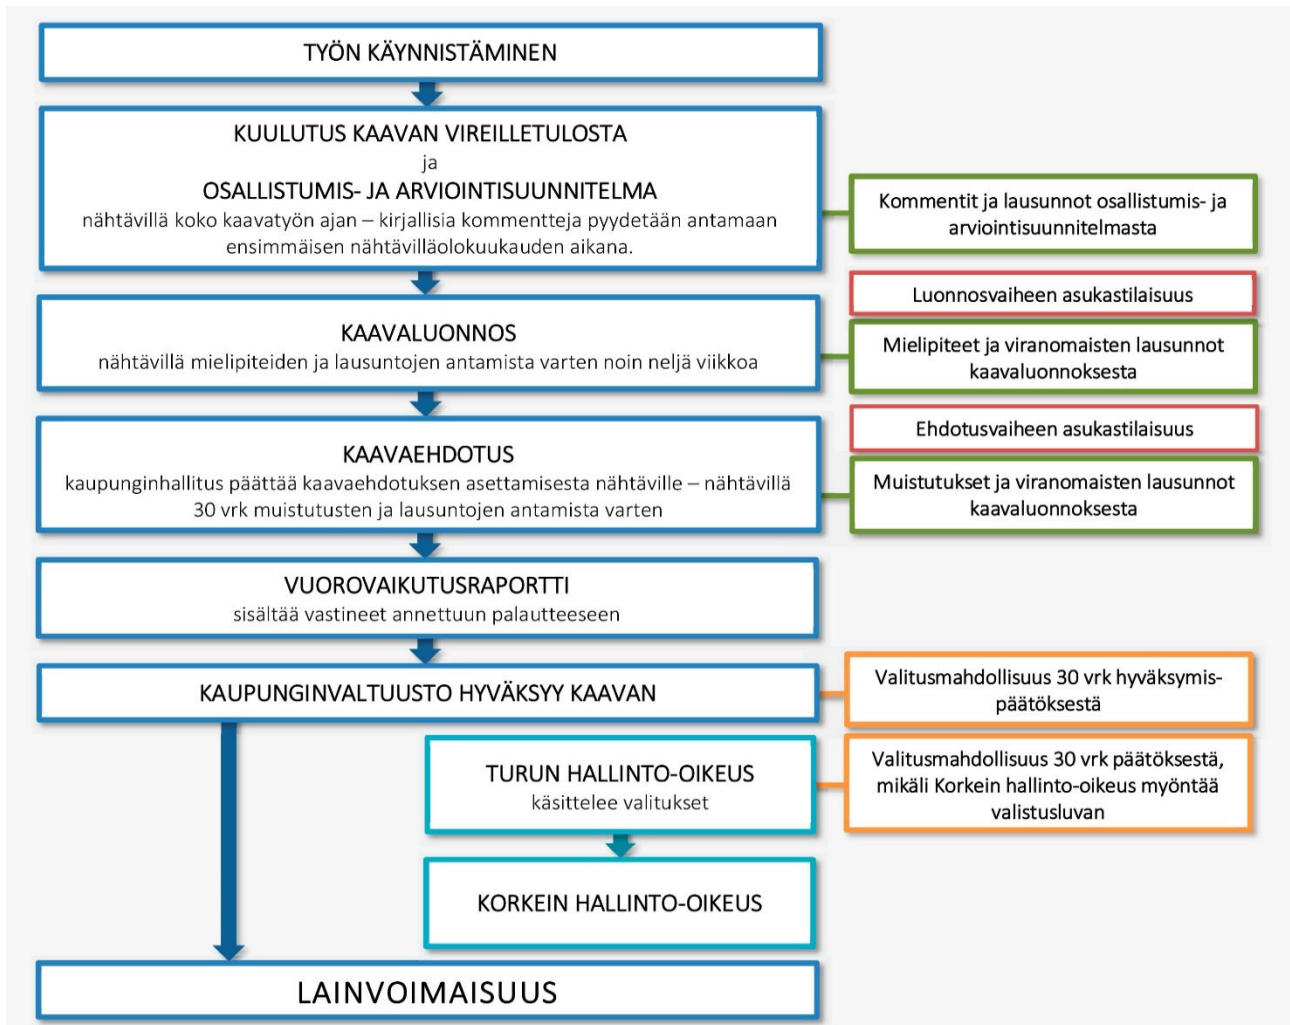 TYÖN KÄYNNISTÄMINEN
KUULUTUS KAAVAN VIREILLETULOSTA
ja
OSALLISTUMIS- JA ARVIOINTISUUNNITELMA
nähtävillä koko kaavatyön ajan – kirjallisia kommentteja pyydetään antamaan
ensimmäisen nähtävilläolokuukauden aikana.
Kommentit ja lausunnot osallistumis- ja
arviointisuunnitelmasta
Luonnosvaiheen asukastilaisuus
KAAVALUONNOS
nähtävillä mielipiteiden ja lausuntojen antamista varten noin neljä viikkoa
Mielipiteet ja viranomaisten lausunnot
kaavaluonnoksesta
Ehdotusvaiheen asukastilaisuus
KAAVAEHDOTUS
kaupunginhallitus päättää kaavaehdotuksen asettamisesta nähtäville – nähtävillä
30 vrk muistutusten ja lausuntojen antamista varten
Muistutukset ja viranomaisten lausunnot
kaavaluonnoksesta
VUOROVAIKUTUSRAPORTTI
sisältää vastineet annettuun palautteeseen
KAUPUNGINVALTUUSTO HYVÄKSYY KAAVAN
Valitusmahdollisuus 30 vrk hyväksymis-
päätöksestä
TURUN HALLINTO-OIKEUS
käsittelee valitukset
Valitusmahdollisuus 30 vrk päätöksestä,
mikäli Korkein hallinto-oikeus myöntää
valistusluvan
KORKEIN HALLINTO-OIKEUS
LAINVOIMAISUUS